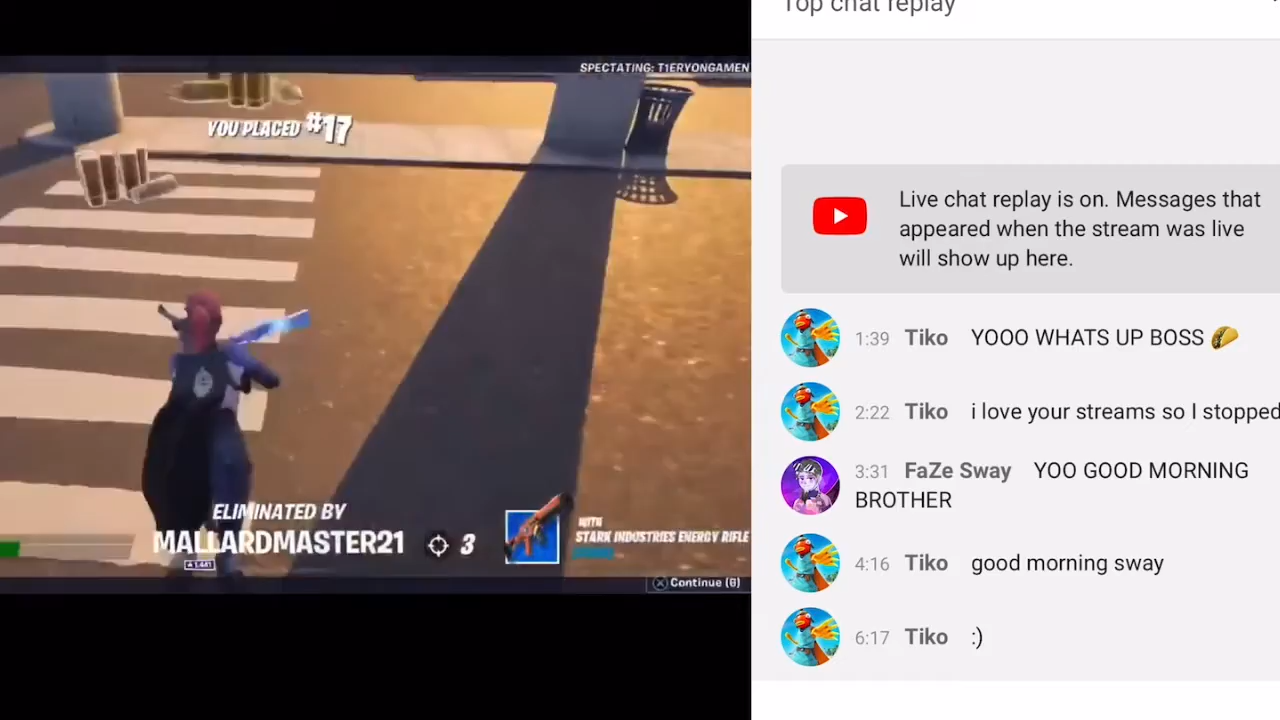 Top chat replay
SPECTATING: T1ERYONGAMEN
YOU PLACED #17
Live chat replay is on. Messages that
appeared when the stream was live
will show up here.
1:39 Tiko YOOO WHATS UP BOSS 🌮
2:22 Tiko i love your streams so I stopped
3:31 FaZe Sway YOO GOOD MORNING
BROTHER
4:16 Tiko good morning sway
6:17 Tiko :)
ELIMINATED BY
MALLARDMASTER21 3
WITH
STARK INDUSTRIES ENERGY RIFLE
Continue